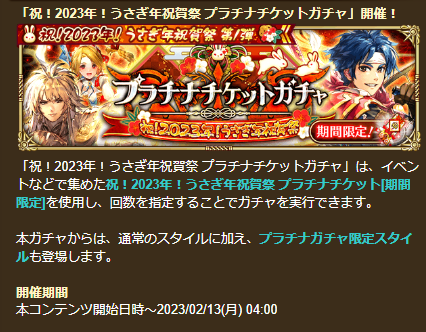 「祝！2023年！うさぎ年祝賀祭 プラチナチケットガチャ」開催！
祝！2023年！うさぎ年祝賀祭 第1弾
プラチナチケットガチャ
祝！2023年！うさぎ年祝賀祭
期間限定！
「祝！2023年！うさぎ年祝賀祭 プラチナチケットガチャ」は、イベン
トなどで集めた祝！2023年！うさぎ年祝賀祭 プラチナチケット[期間
限定]を使用し、回数を指定することでガチャを実行できます。
本ガチャからは、通常のスタイルに加え、プラチナガチャ限定スタイ
ルも登場します。
開催期間
本コンテンツ開始日時～2023/02/13(月) 04:00